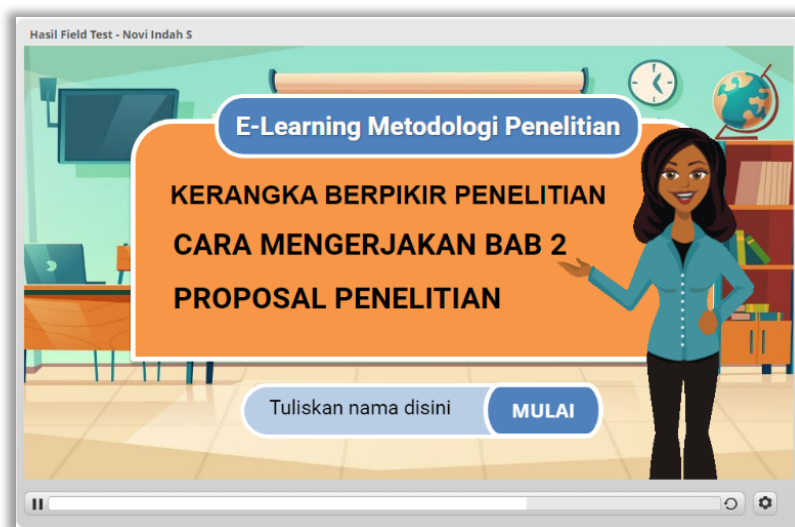 Hasil Field Test - Novi Indah S
E-Learning Metodologi Penelitian
KERANGKA BERPIKIR PENELITIAN
CARA MENGERJAKAN BAB 2
PROPOSAL PENELITIAN
Tuliskan nama disini
MULAI